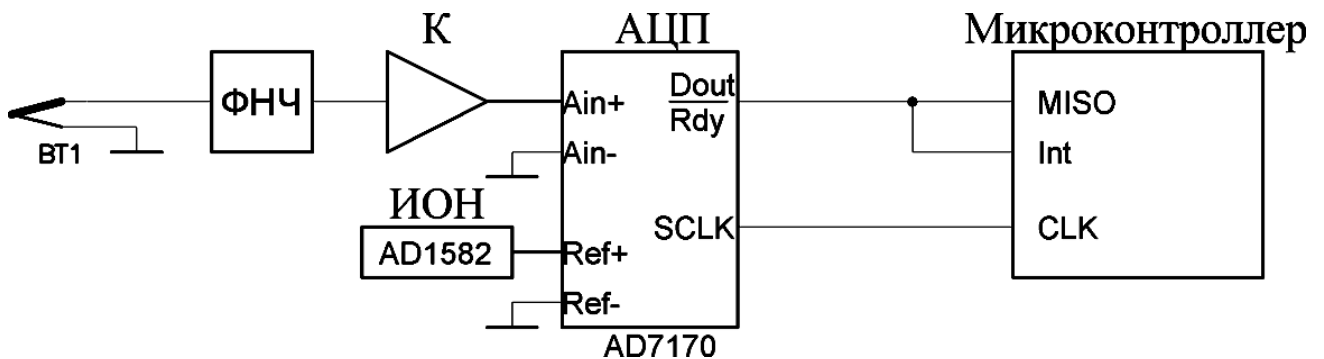 К
АЦП
Микроконтроллер
ФНЧ
BT1
Ain+
Ain-
Dout
Rdy
MISO
Int
ИОН
AD1582
Ref+
Ref-
SCLK
CLK
AD7170